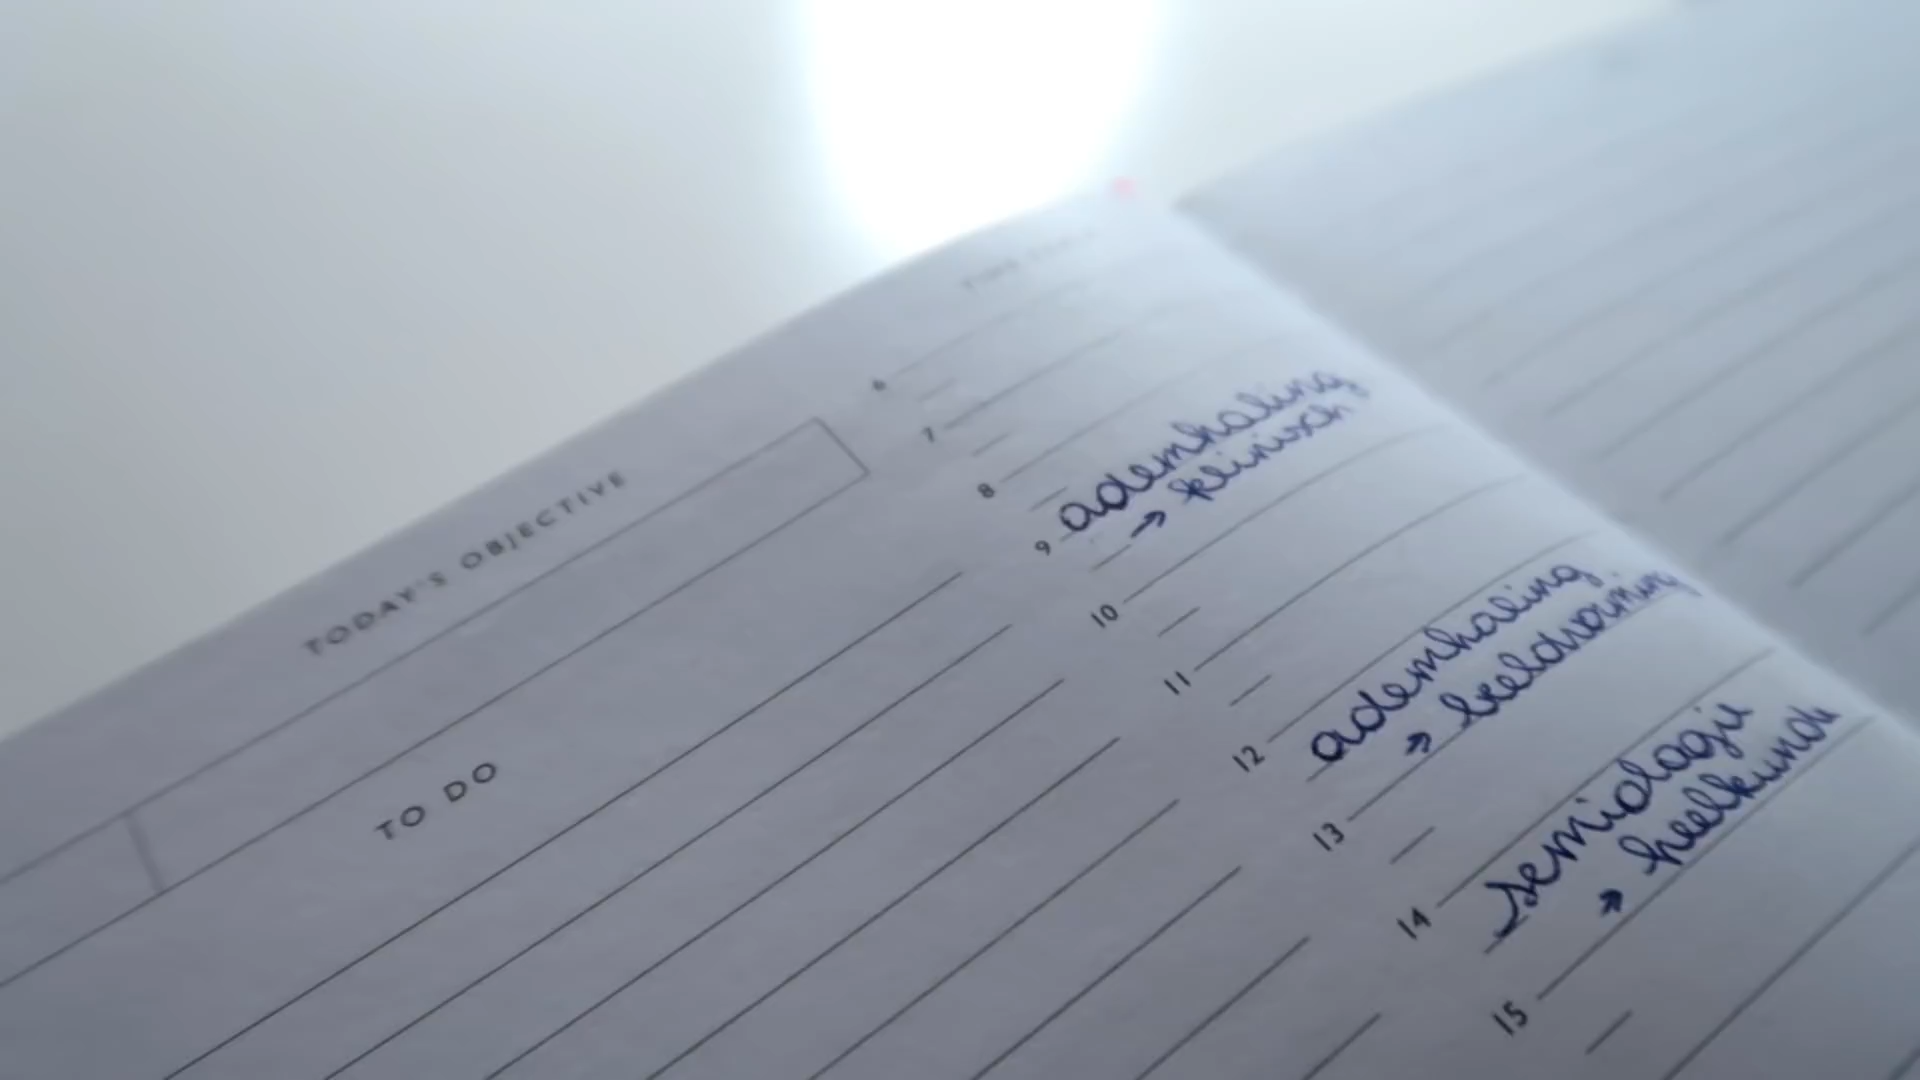 TODAY'S OBJECTIVE
TO DO
TIME
6
7
8
9 ademhaling
→ klinisch
10
11
12 ademhaling
→ beeldvorming
13
14 semiologie
→ heelkunde
15